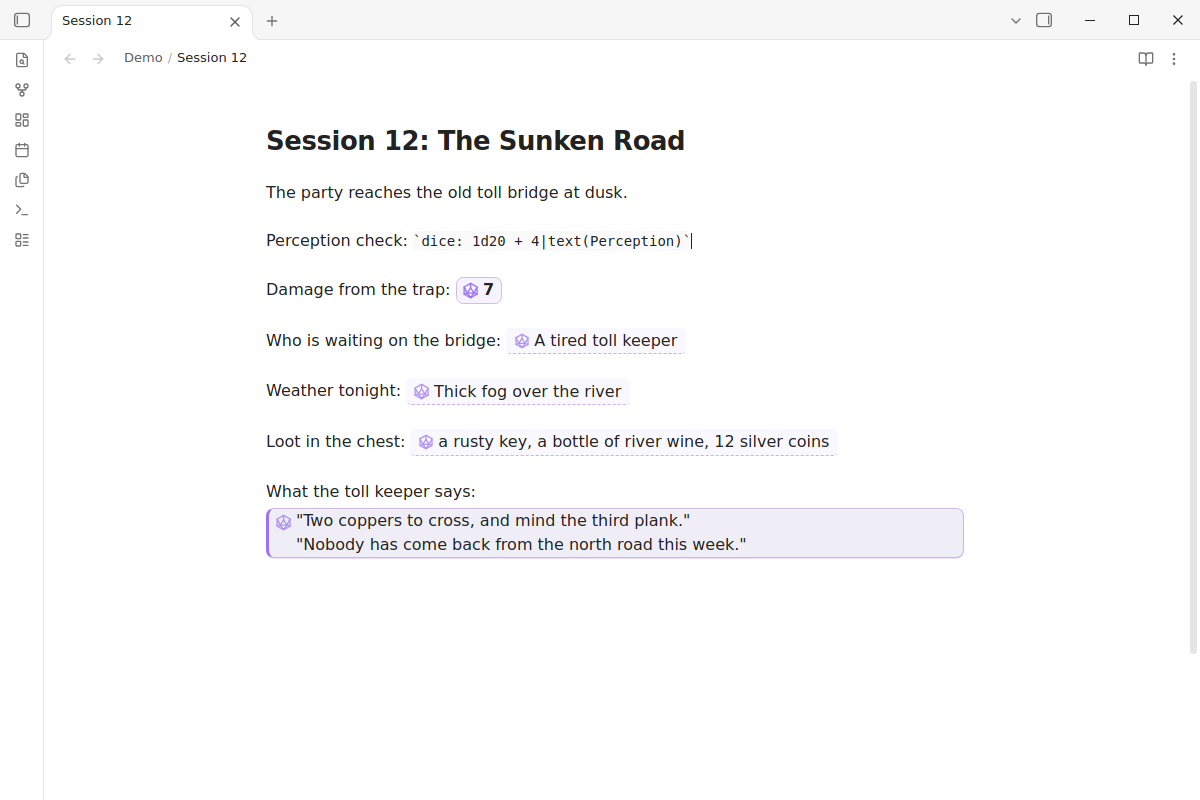 Session 12
Demo / Session 12
Session 12: The Sunken Road
The party reaches the old toll bridge at dusk.
Perception check: `dice: 1d20 + 4|text(Perception)`
Damage from the trap: 7
Who is waiting on the bridge: A tired toll keeper
Weather tonight: Thick fog over the river
Loot in the chest: a rusty key, a bottle of river wine, 12 silver coins
What the toll keeper says:
"Two coppers to cross, and mind the third plank."
"Nobody has come back from the north road this week."